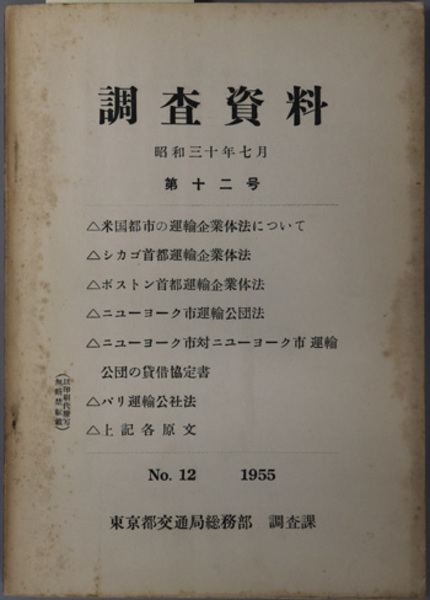 調査資料
昭和三十年七月
第十二号
△米国都市の運輸企業体法について
△シカゴ首都運輸企業体法
△ボストン首都運輸企業体法
△ニューヨーク市運輸公団法
△ニューヨーク市対ニューヨーク市 運輸
公団の貸借協定書
△パリ運輸公社法
△上記各原文
No. 12 1955
東京都交通局総務部 調査課